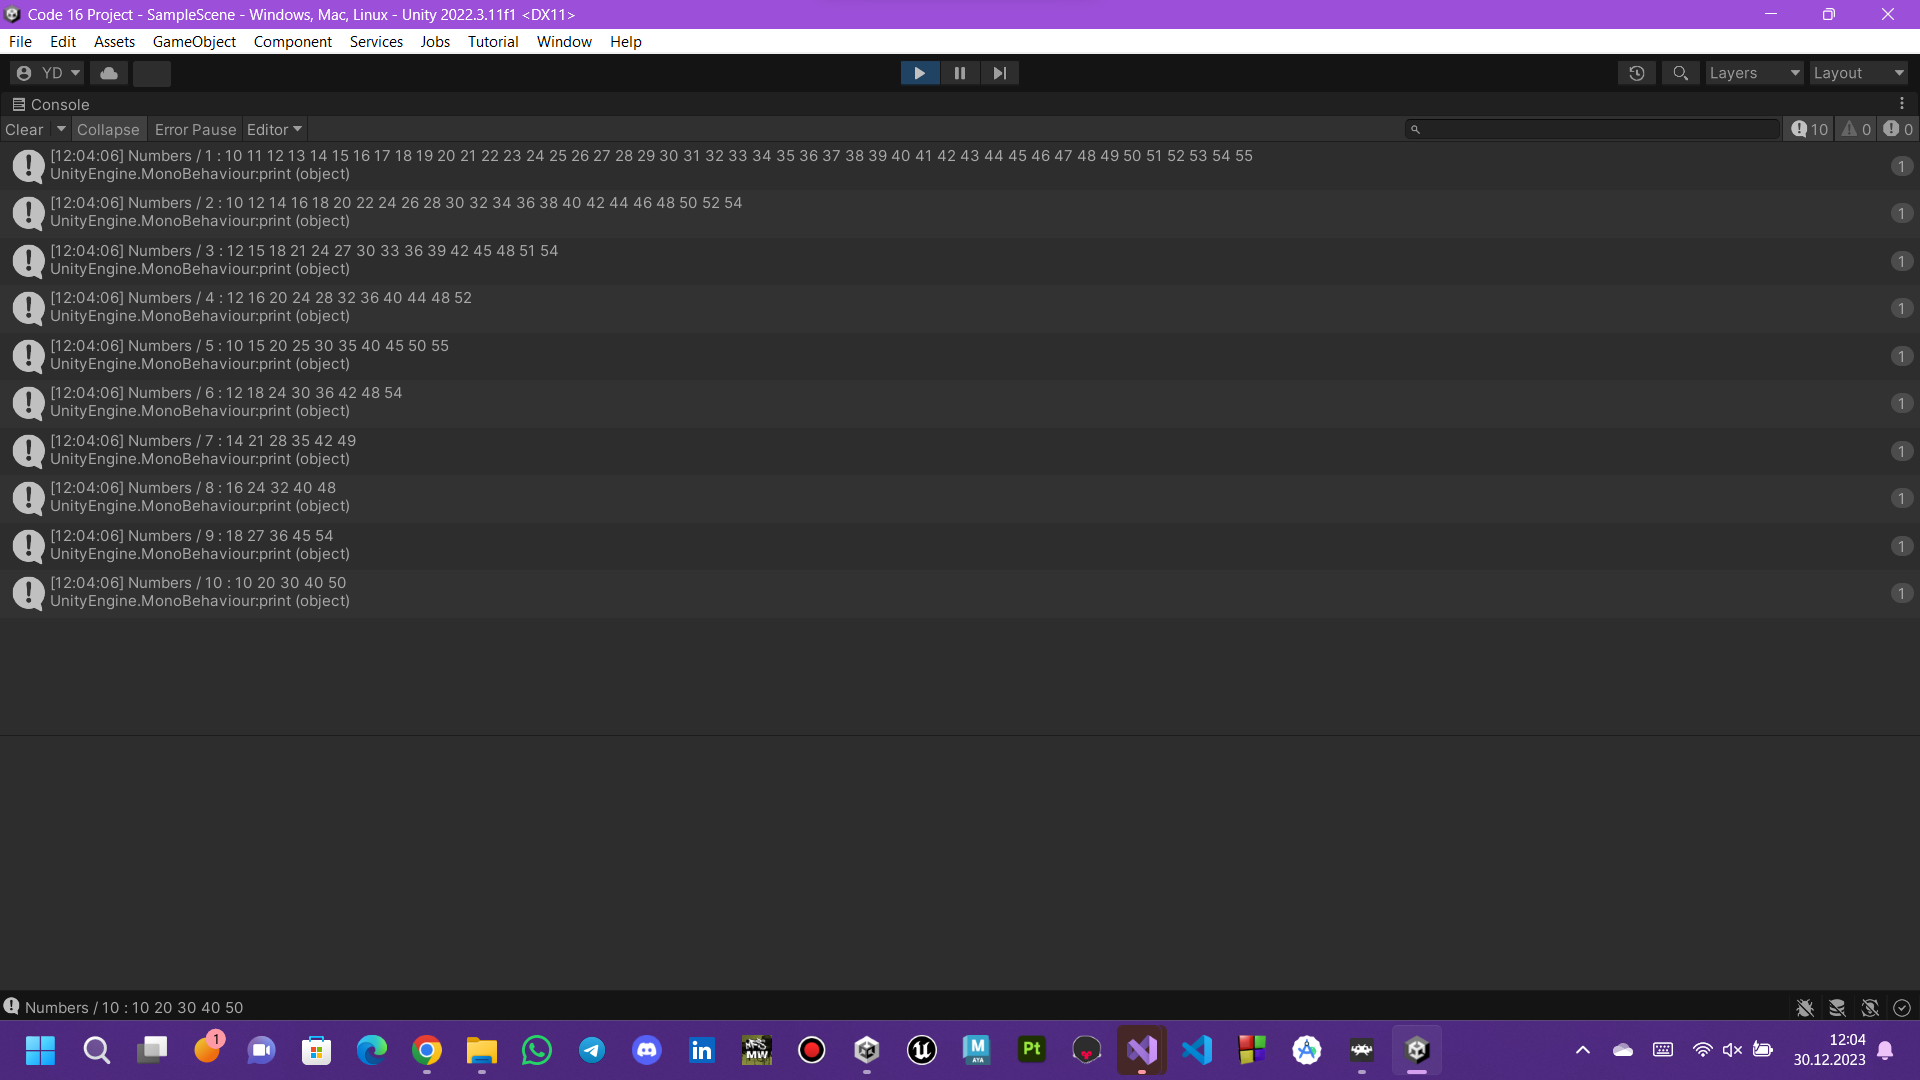 Code 16 Project - SampleScene - Windows, Mac, Linux - Unity 2022.3.11f1 <DX11>
File Edit Assets GameObject Component Services Jobs Tutorial Window Help
YD Layers Layout
Console
Clear Collapse Error Pause Editor 10 0 0
[12:04:06] Numbers / 1 : 10 11 12 13 14 15 16 17 18 19 20 21 22 23 24 25 26 27 28 29 30 31 32 33 34 35 36 37 38 39 40 41 42 43 44 45 46 47 48 49 50 51 52 53 54 55
UnityEngine.MonoBehaviour:print (object)
1
[12:04:06] Numbers / 2 : 10 12 14 16 18 20 22 24 26 28 30 32 34 36 38 40 42 44 46 48 50 52 54
UnityEngine.MonoBehaviour:print (object)
1
[12:04:06] Numbers / 3 : 12 15 18 21 24 27 30 33 36 39 42 45 48 51 54
UnityEngine.MonoBehaviour:print (object)
1
[12:04:06] Numbers / 4 : 12 16 20 24 28 32 36 40 44 48 52
UnityEngine.MonoBehaviour:print (object)
1
[12:04:06] Numbers / 5 : 10 15 20 25 30 35 40 45 50 55
UnityEngine.MonoBehaviour:print (object)
1
[12:04:06] Numbers / 6 : 12 18 24 30 36 42 48 54
UnityEngine.MonoBehaviour:print (object)
1
[12:04:06] Numbers / 7 : 14 21 28 35 42 49
UnityEngine.MonoBehaviour:print (object)
1
[12:04:06] Numbers / 8 : 16 24 32 40 48
UnityEngine.MonoBehaviour:print (object)
1
[12:04:06] Numbers / 9 : 18 27 36 45 54
UnityEngine.MonoBehaviour:print (object)
1
[12:04:06] Numbers / 10 : 10 20 30 40 50
UnityEngine.MonoBehaviour:print (object)
1
Numbers / 10 : 10 20 30 40 50
1 in MW M AYA Pt
12:04
30.12.2023